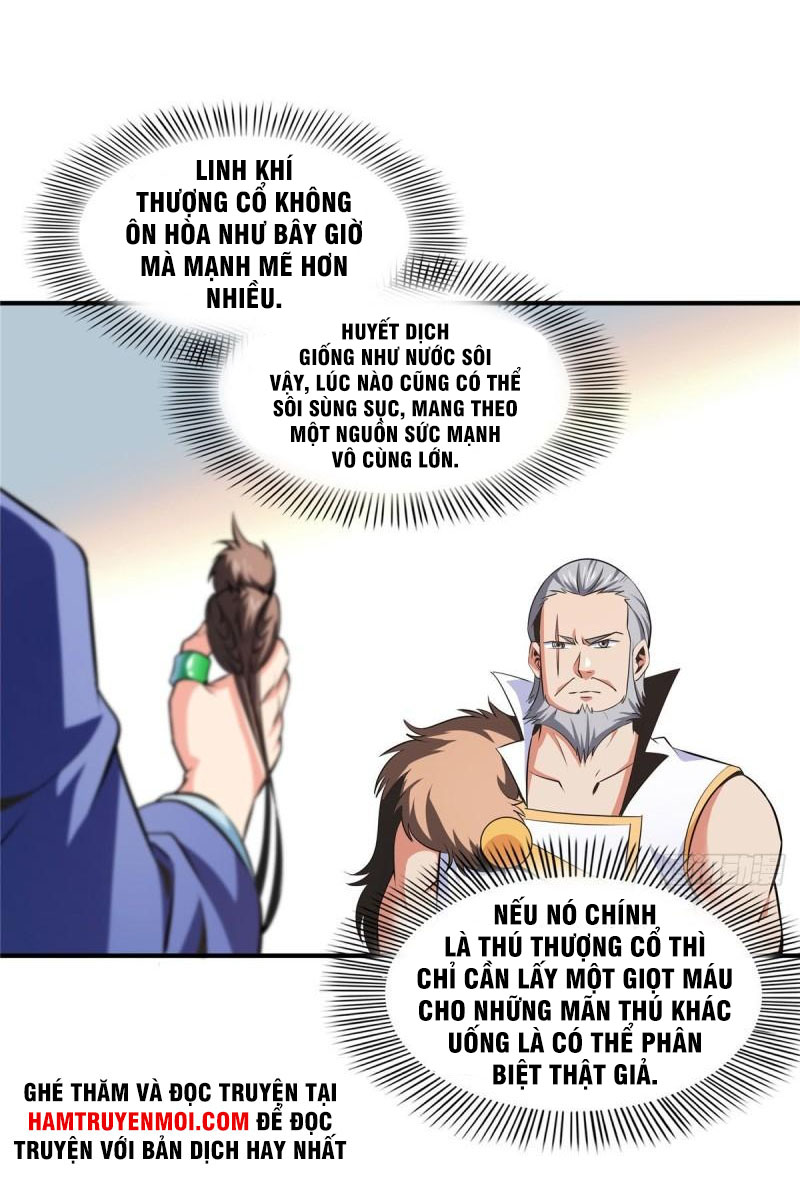 LINH KHÍ
THƯỢNG CỔ KHÔNG
ÔN HÒA NHƯ BÂY GIỜ
MÀ MẠNH MẼ HƠN
NHIỀU.
HUYẾT DỊCH
GIỐNG NHƯ NƯỚC SÔI
VẬY, LÚC NÀO CŨNG CÓ THỂ
SÔI SÙNG SỤC, MANG THEO
MỘT NGUỒN SỨC MẠNH
VÔ CÙNG LỚN.
NẾU NÓ CHÍNH
LÀ THÚ THƯỢNG CỔ THÌ
CHỈ CẦN LẤY MỘT GIỌT MÁU
CHO NHỮNG MÃN THÚ KHÁC
UỐNG LÀ CÓ THỂ PHÂN
BIỆT THẬT GIẢ.
GHÉ THĂM VÀ ĐỌC TRUYỆN TẠI
HAMTRUYENMOI.COM ĐỂ ĐỌC
TRUYỆN VỚI BẢN DỊCH HAY NHẤT